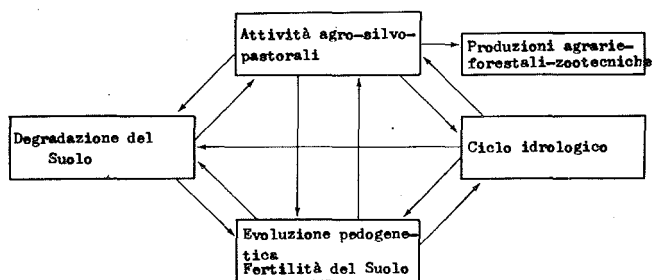 Attività agro-silvo-
pastorali
Produzioni agrarie-
forestali-zootecniche
Degradazione del
Suolo
Ciclo idrologico
Evoluzione pedogene-
tica
Fertilità del Suolo